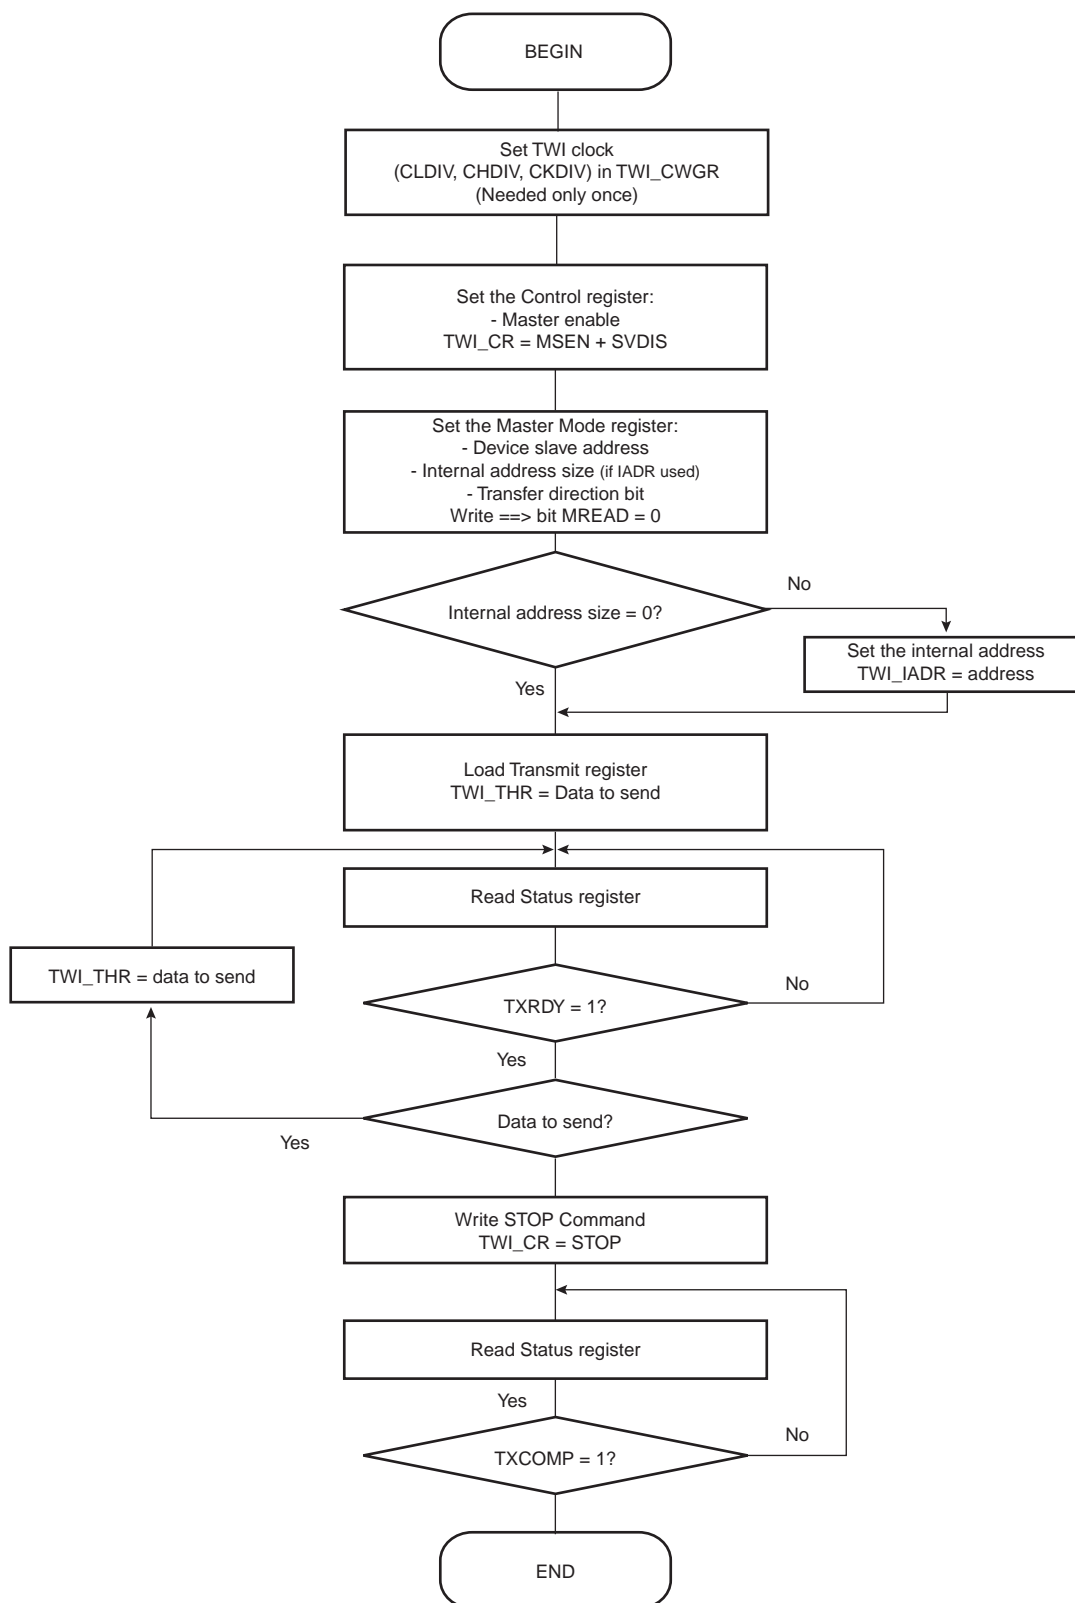 BEGIN
Set TWI clock
(CLDIV, CHDIV, CKDIV) in TWI_CWGR
(Needed only once)
Set the Control register:
- Master enable
TWI_CR = MSEN + SVDIS
Set the Master Mode register:
- Device slave address
- Internal address size (if IADR used)
- Transfer direction bit
Write ==> bit MREAD = 0
No
Internal address size = 0?
Set the internal address
TWI_IADR = address
Yes
Load Transmit register
TWI_THR = Data to send
Read Status register
TWI_THR = data to send
No
TXRDY = 1?
Yes
Data to send?
Yes
Write STOP Command
TWI_CR = STOP
Read Status register
Yes
No
TXCOMP = 1?
END